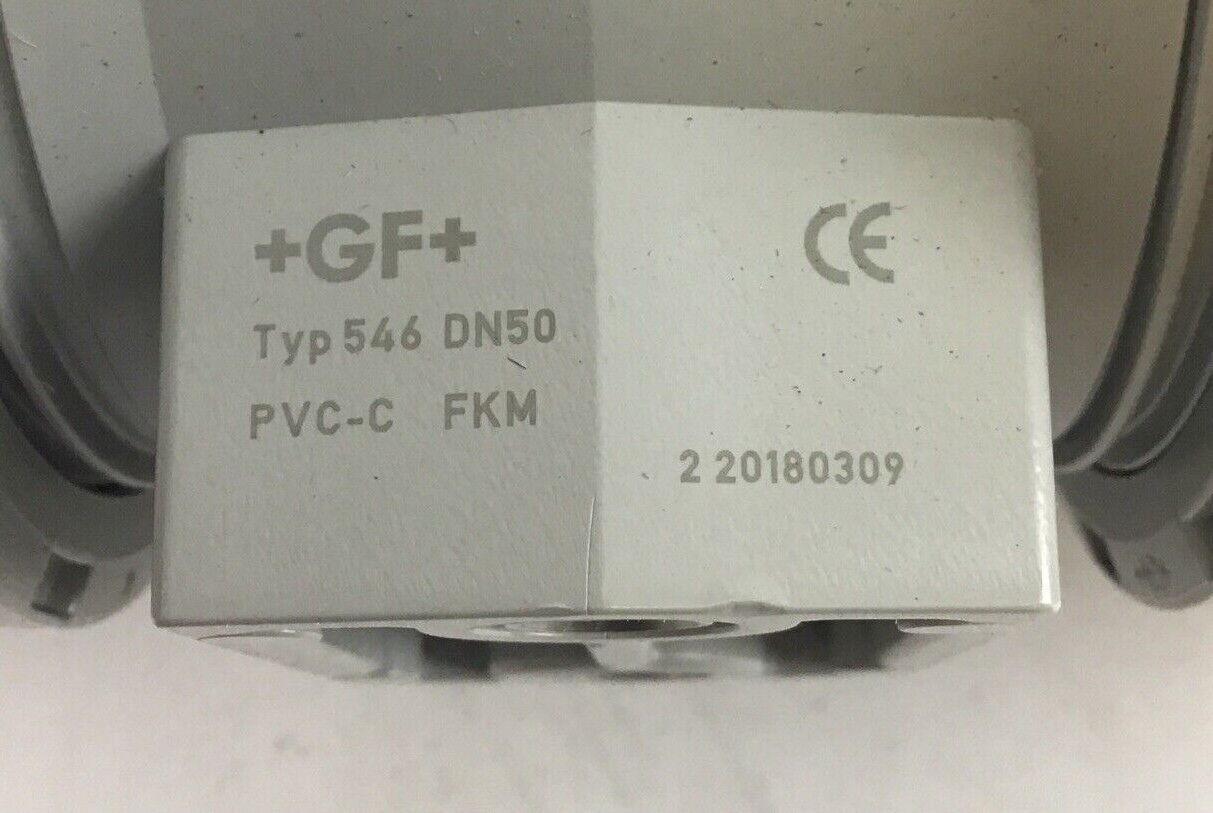 +GF+
Typ 546 DN50
PVC-C FKM
CE
2 20180309